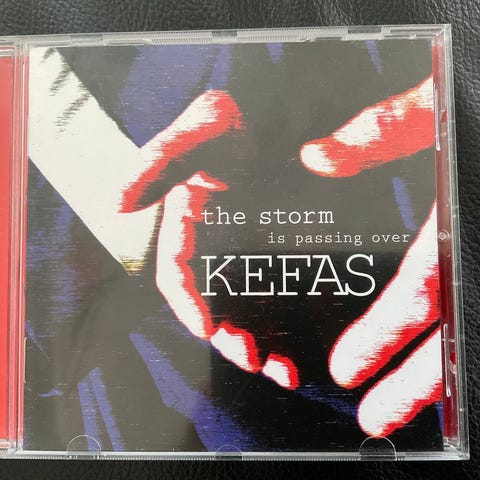 the storm
is passing over
KEFAS